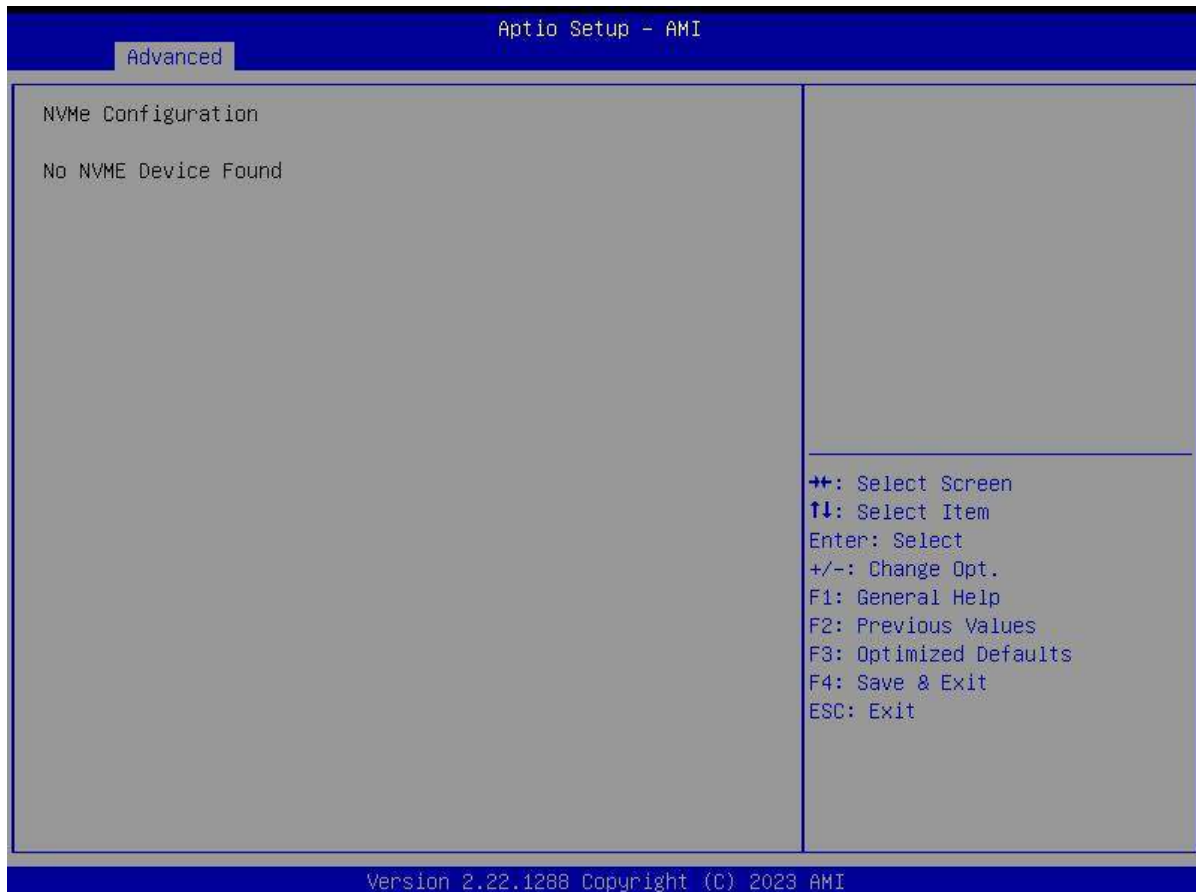 Aptio Setup - AMI
Advanced
NVMe Configuration
No NVME Device Found
→←: Select Screen
↑↓: Select Item
Enter: Select
+/-: Change Opt.
F1: General Help
F2: Previous Values
F3: Optimized Defaults
F4: Save & Exit
ESC: Exit
Version 2.22.1288 Copyright (C) 2023 AMI